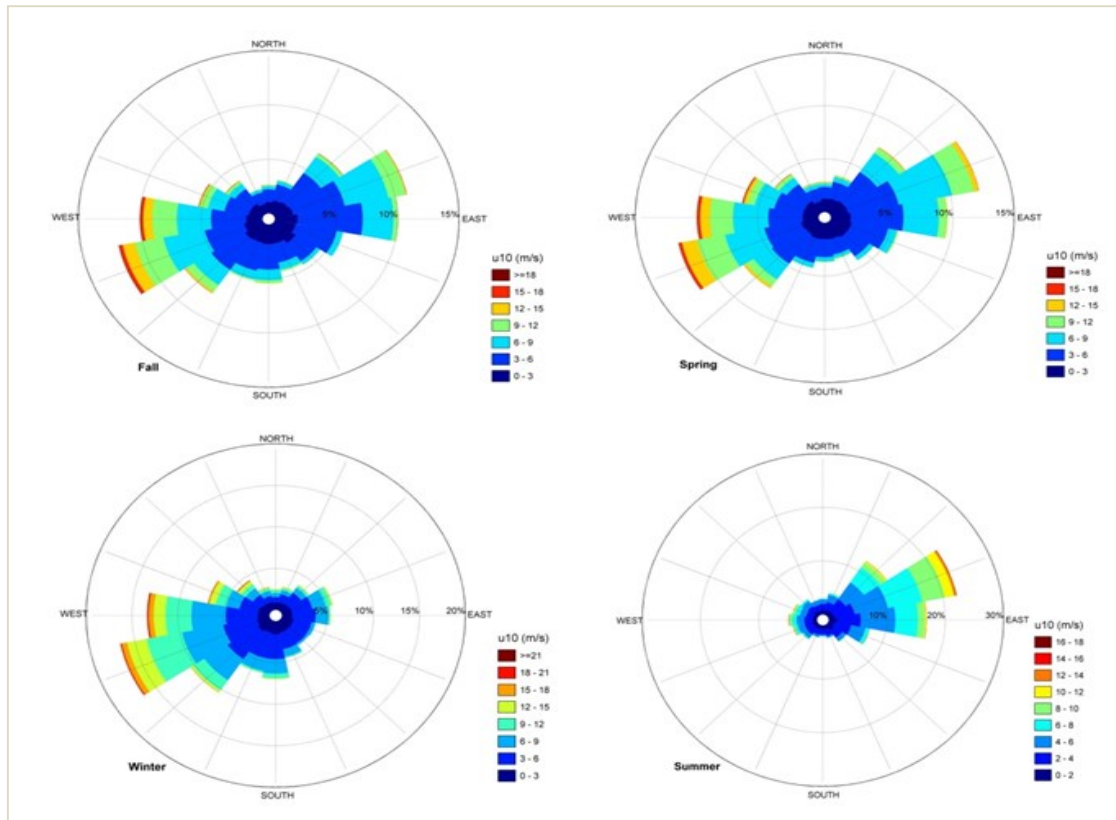 NORTH
WEST
5%
10%
15%
EAST
SOUTH
Fall
u10 (m/s)
>=18
15 - 18
12 - 15
9 - 12
6 - 9
3 - 6
0 - 3
NORTH
WEST
5%
10%
15%
EAST
SOUTH
Spring
u10 (m/s)
>=18
15 - 18
12 - 15
9 - 12
6 - 9
3 - 6
0 - 3
NORTH
WEST
5%
10%
15%
20%
EAST
SOUTH
Winter
u10 (m/s)
>=21
18 - 21
15 - 18
12 - 15
9 - 12
6 - 9
3 - 6
0 - 3
NORTH
WEST
10%
20%
30%
EAST
SOUTH
Summer
u10 (m/s)
16 - 18
14 - 16
12 - 14
10 - 12
8 - 10
6 - 8
4 - 6
2 - 4
0 - 2